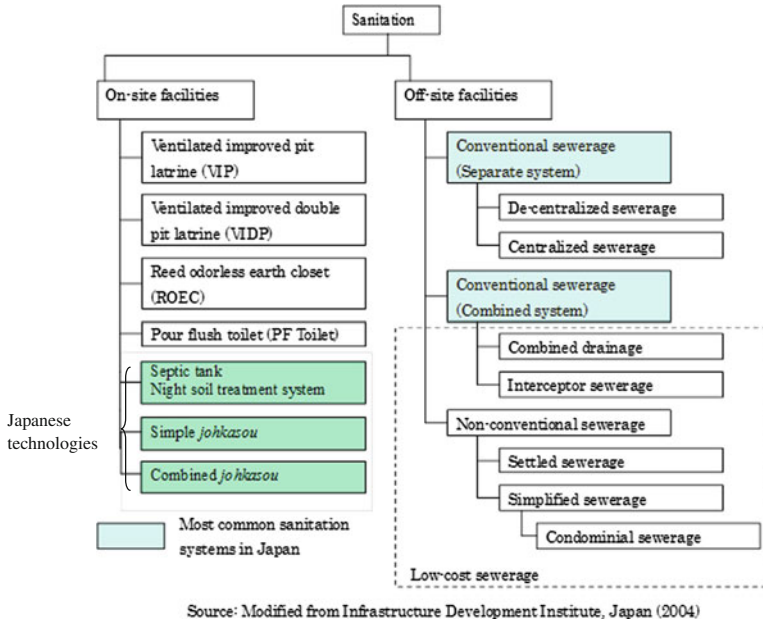 Sanitation
On-site facilities
Ventilated improved pit
latrine (VIP)
Ventilated improved double
pit latrine (VIDP)
Reed odorless earth closet
(ROEC)
Pour flush toilet (PF Toilet)
Septic tank
Night soil treatment system
Simple johkasou
Combined johkasou
Japanese
technologies
Most common sanitation
systems in Japan
Off-site facilities
Conventional sewerage
(Separate system)
De-centralized sewerage
Centralized sewerage
Conventional sewerage
(Combined system)
Combined drainage
Interceptor sewerage
Non-conventional sewerage
Settled sewerage
Simplified sewerage
Condominial sewerage
Low-cost sewerage
Source: Modified from Infrastructure Development Institute, Japan (2004)